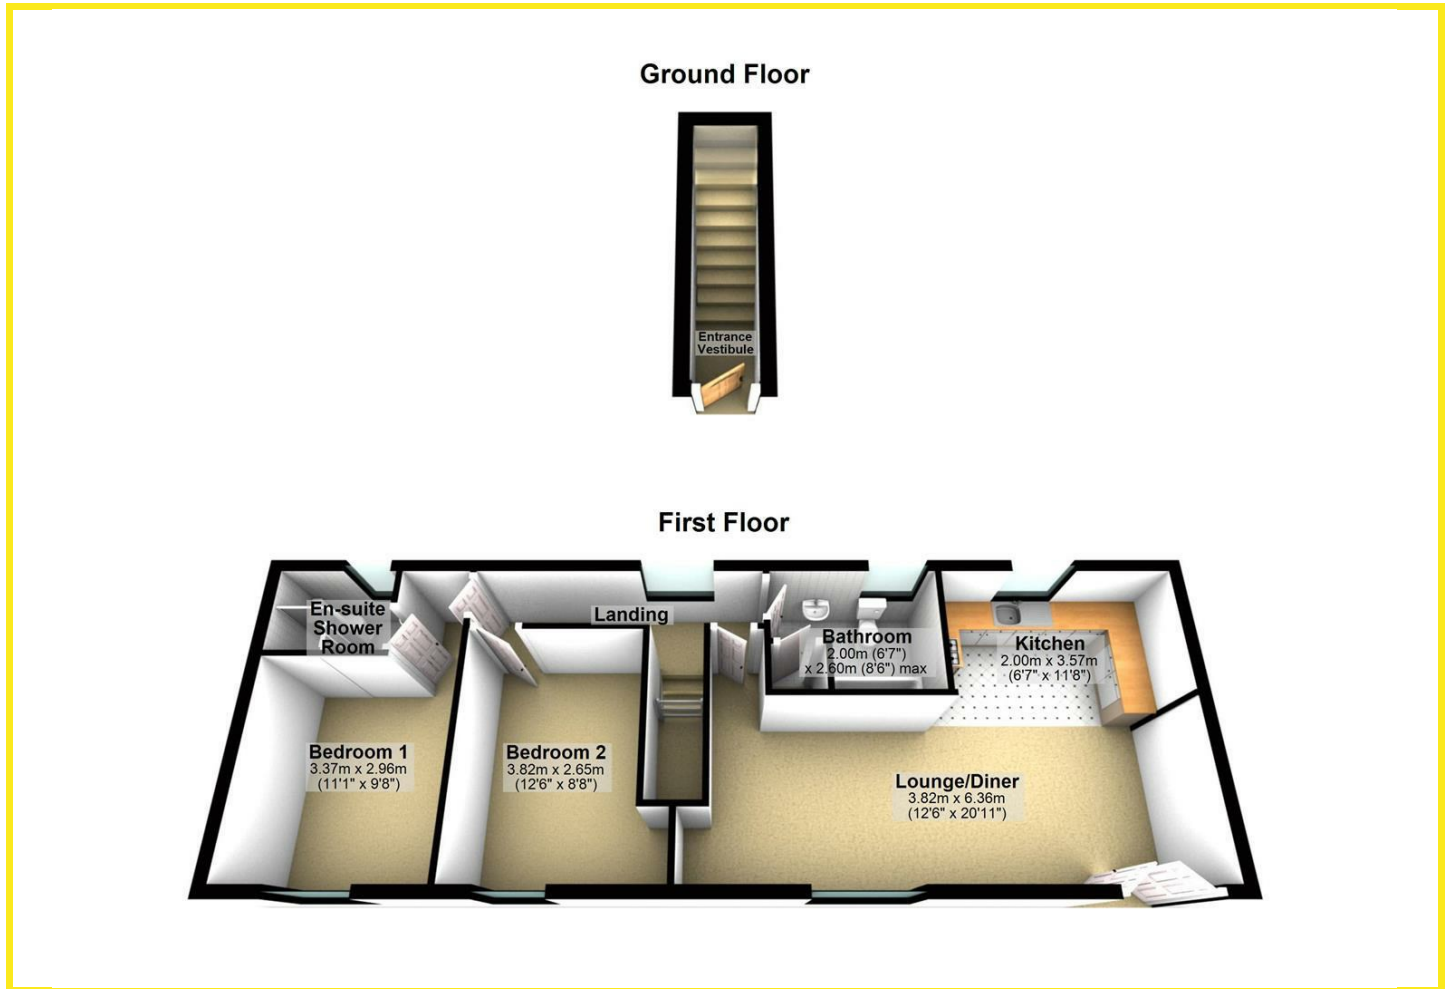 Ground Floor
Entrance
Vestibule
First Floor
En-suite
Shower
Room
Landing
Bathroom
2.00m (6'7")
x 2.60m (8'6") max
Kitchen
2.00m x 3.57m
(6'7" x 11'8")
Bedroom 1
3.37m x 2.96m
(11'1" x 9'8")
Bedroom 2
3.82m x 2.65m
(12'6" x 8'8")
Lounge/Diner
3.82m x 6.36m
(12'6" x 20'11")